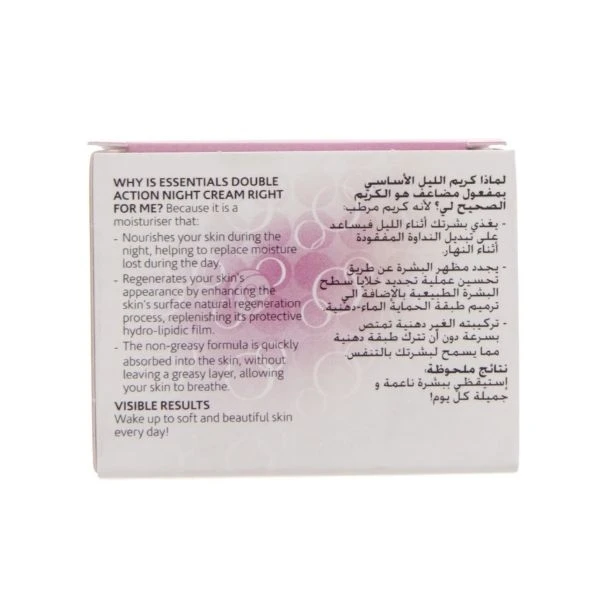 WHY IS ESSENTIALS DOUBLE
ACTION NIGHT CREAM RIGHT
FOR ME? Because it is a
moisturiser that:
- Nourishes your skin during the
night, helping to replace moisture
lost during the day.
- Regenerates your skin's
appearance by enhancing the
skin's surface natural regeneration
process, replenishing its protective
hydro-lipidic film.
- The non-greasy formula is quickly
absorbed into the skin, without
leaving a greasy layer, allowing
your skin to breathe.
VISIBLE RESULTS
Wake up to soft and beautiful skin
every day!
لماذا كريم الليل الأساسي
بمفعول مضاعف هو الكريم
الصحيح لي؟ لأنه كريم مرطب:
- يغذي بشرتك أثناء الليل فيساعد
على تبديل النداوة المفقودة
أثناء النهار.
- يجدد مظهر البشرة عن طريق
تحسين عملية تجديد خلايا سطح
البشرة الطبيعية بالإضافة إلى
ترميم طبقة الحماية الماء-دهنية.
- تركيبته الغير دهنية تمتص
بسرعة دون أن تترك طبقة دهنية
مما يسمح لبشرتك بالتنفس.
نتائج ملحوظة:
إستيقظي ببشرة ناعمة و
جميلة كل يوم!